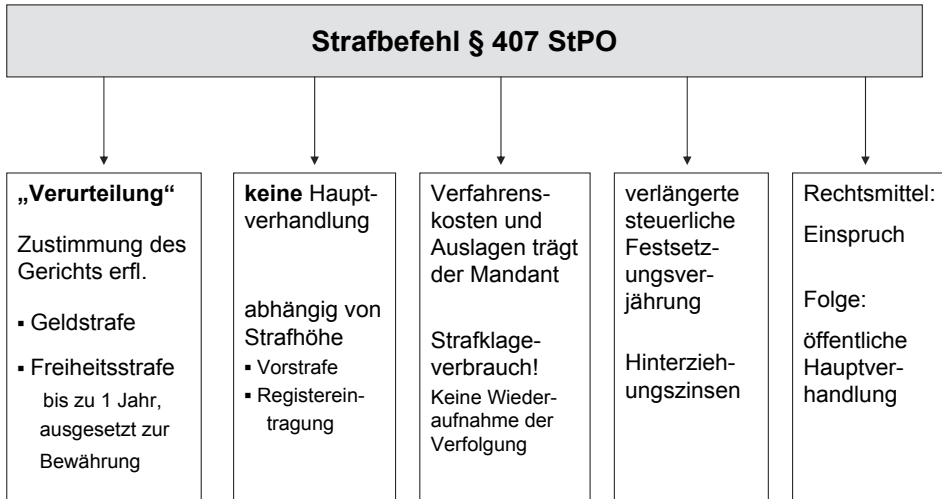 Strafbefehl § 407 StPO
„Verurteilung“
Zustimmung des
Gerichts erfl.
▪ Geldstrafe
▪ Freiheitsstrafe
bis zu 1 Jahr,
ausgesetzt zur
Bewährung
keine Haupt-
verhandlung
abhängig von
Strafhöhe
▪ Vorstrafe
▪ Registerein-
tragung
Verfahrens-
kosten und
Auslagen trägt
der Mandant
Strafklage-
verbrauch!
Keine Wieder-
aufnahme der
Verfolgung
verlängerte
steuerliche
Festsetz-
ungsver-
jährung
Hinterzieh-
ungszinsen
Rechtsmittel:
Einspruch
Folge:
öffentliche
Hauptver-
handlung